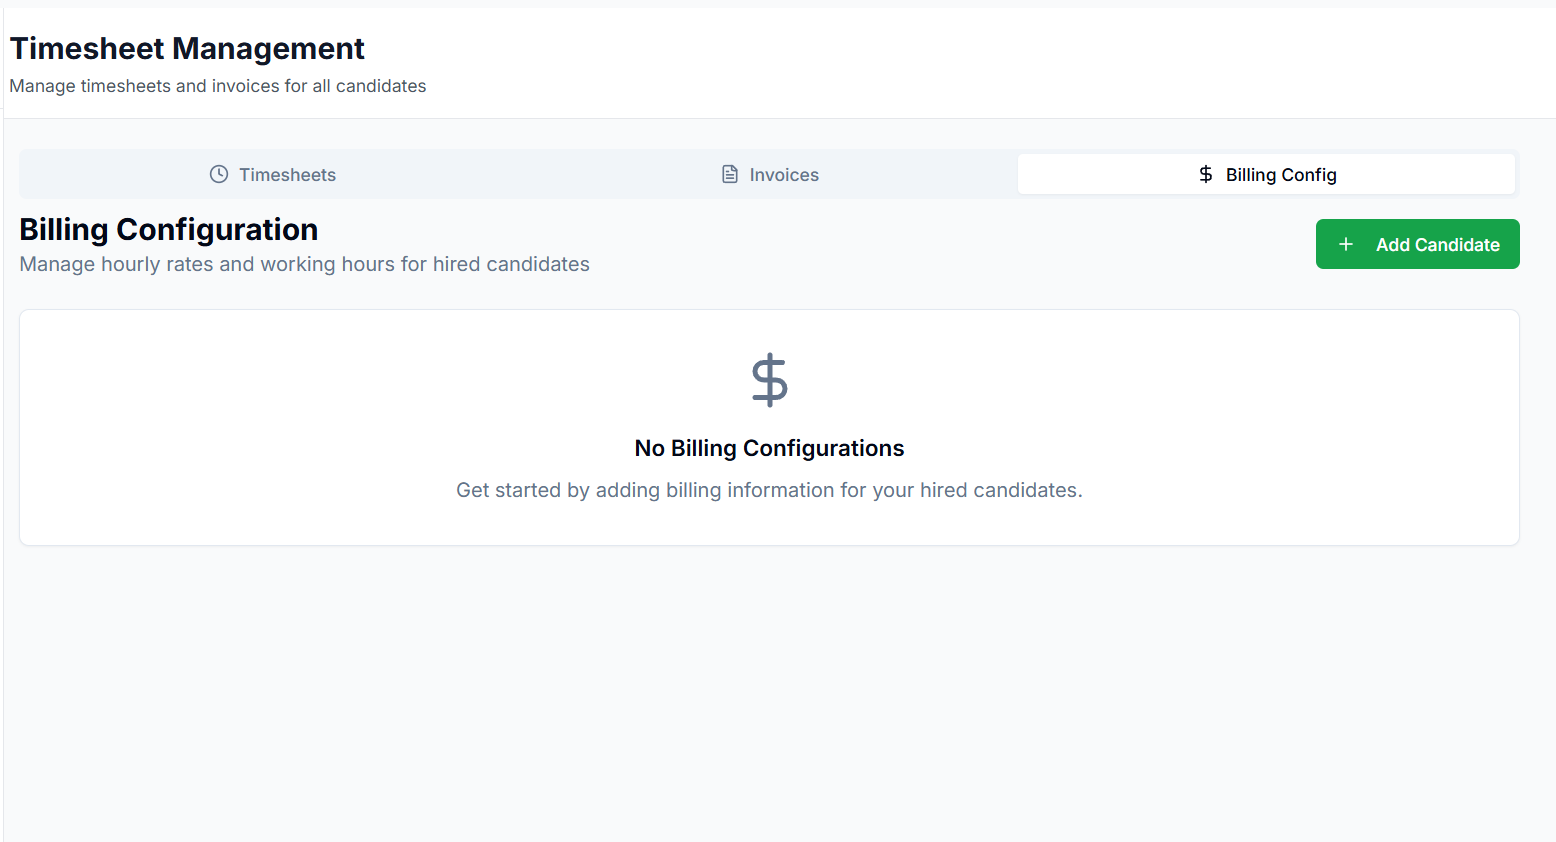 Timesheet Management
Manage timesheets and invoices for all candidates
Timesheets
Invoices
Billing Config
Billing Configuration
Manage hourly rates and working hours for hired candidates
Add Candidate
No Billing Configurations
Get started by adding billing information for your hired candidates.